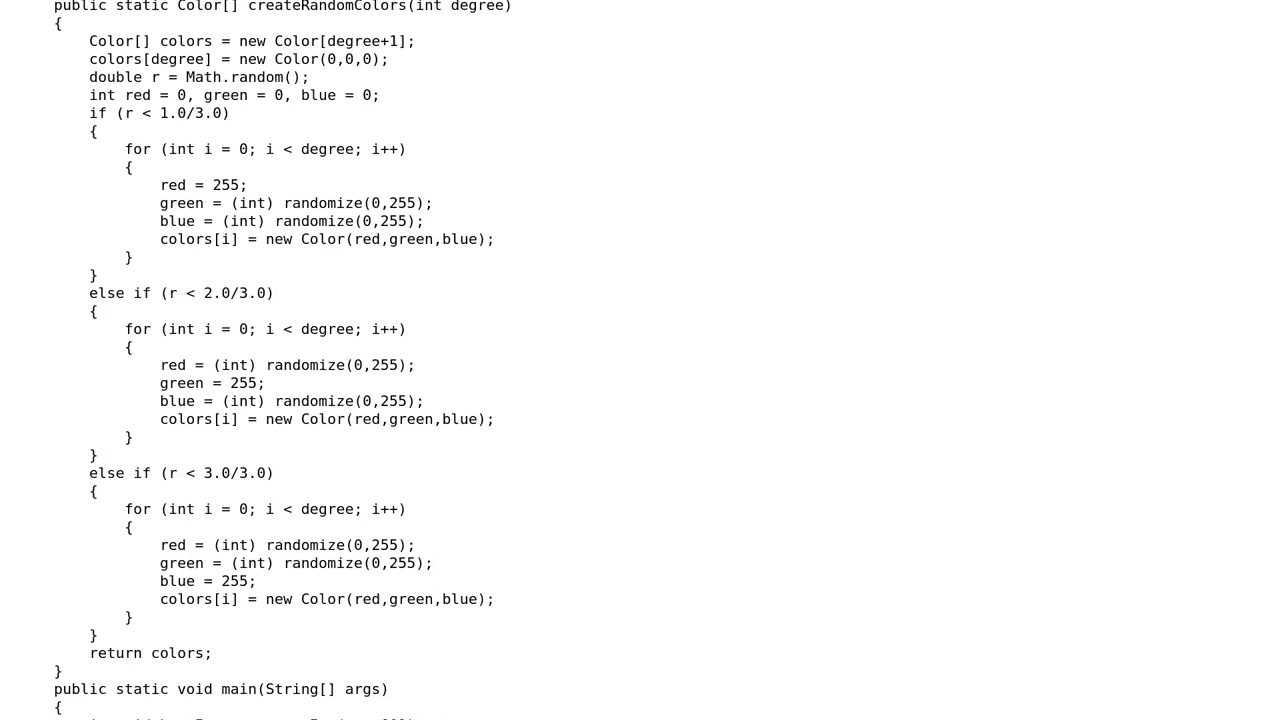 public static Color[] createRandomColors(int degree)
{
    Color[] colors = new Color[degree+1];
    colors[degree] = new Color(0,0,0);
    double r = Math.random();
    int red = 0, green = 0, blue = 0;
    if (r < 1.0/3.0)
    {
        for (int i = 0; i < degree; i++)
        {
            red = 255;
            green = (int) randomize(0,255);
            blue = (int) randomize(0,255);
            colors[i] = new Color(red,green,blue);
        }
    }
    else if (r < 2.0/3.0)
    {
        for (int i = 0; i < degree; i++)
        {
            red = (int) randomize(0,255);
            green = 255;
            blue = (int) randomize(0,255);
            colors[i] = new Color(red,green,blue);
        }
    }
    else if (r < 3.0/3.0)
    {
        for (int i = 0; i < degree; i++)
        {
            red = (int) randomize(0,255);
            green = (int) randomize(0,255);
            blue = 255;
            colors[i] = new Color(red,green,blue);
        }
    }
    return colors;
}
public static void main(String[] args)
{